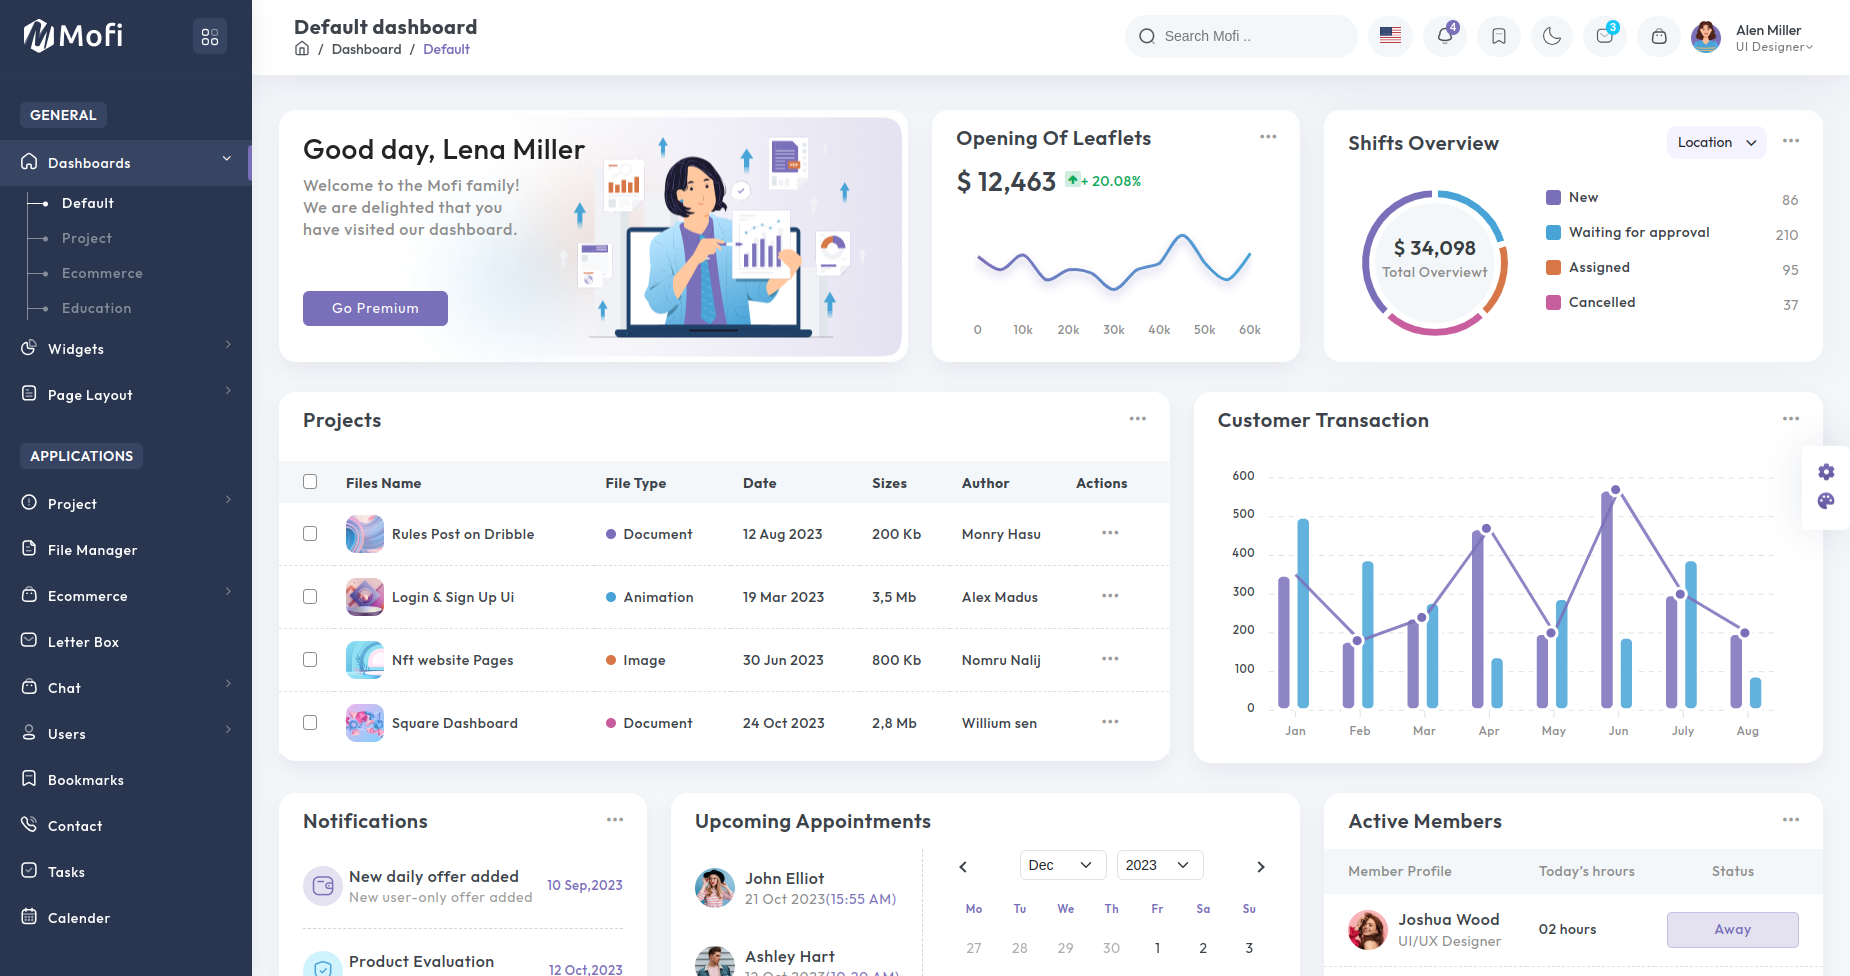 Mofi
GENERAL
Dashboards
Default
Project
Ecommerce
Education
Widgets
Page Layout
APPLICATIONS
Project
File Manager
Ecommerce
Letter Box
Chat
Users
Bookmarks
Contact
Tasks
Calender
Default dashboard
/ Dashboard / Default
Search Mofi ..
4
3
Alen Miller
UI Designer
Good day, Lena Miller
Welcome to the Mofi family!
We are delighted that you
have visited our dashboard.
Go Premium
PDF
Opening Of Leaflets
$ 12,463 + 20.08%
0 10k 20k 30k 40k 50k 60k
Shifts Overview
Location
$ 34,098
Total Overviewt
New 86
Waiting for approval 210
Assigned 95
Cancelled 37
Projects
Files Name File Type Date Sizes Author Actions
Rules Post on Dribble Document 12 Aug 2023 200 Kb Monry Hasu
Login & Sign Up Ui Animation 19 Mar 2023 3,5 Mb Alex Madus
Nft website Pages Image 30 Jun 2023 800 Kb Nomru Nalij
Square Dashboard Document 24 Oct 2023 2,8 Mb Willium sen
Customer Transaction
600
500
400
300
200
100
0
Jan Feb Mar Apr May Jun July Aug
Notifications
New daily offer added
New user-only offer added
10 Sep,2023
Product Evaluation
12 Oct,2023
Upcoming Appointments
John Elliot
21 Oct 2023(15:55 AM)
Ashley Hart
12 Oct 2023(10:20 AM)
Dec 2023
Mo Tu We Th Fr Sa Su
27 28 29 30 1 2 3
Active Members
Member Profile Today's hrours Status
Joshua Wood
UI/UX Designer
02 hours
Away